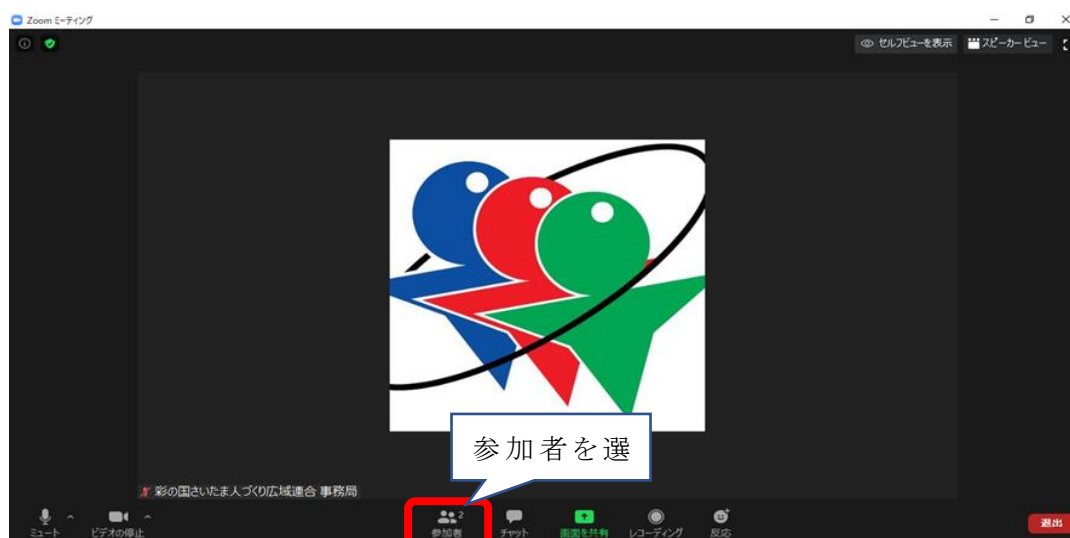 Zoom ミーティング
セルフビューを表示
スピーカー ビュー
参加者を選
彩の国さいたま人づくり広域連合 事務局
2
ミュート
ビデオの停止
参加者
チャット
画面を共有
レコーディング
反応
退出